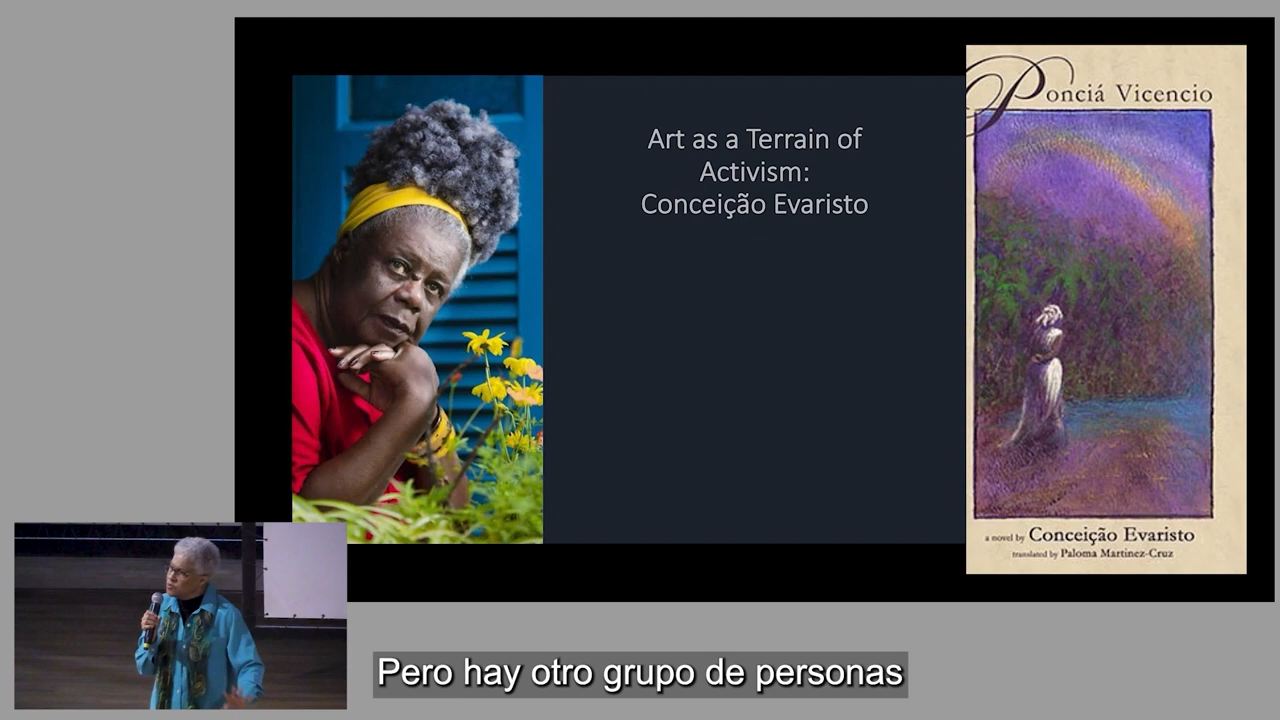 Art as a Terrain of
Activism:
Conceição Evaristo
Ponciá Vicencio
a novel by Conceição Evaristo
translated by Paloma Martinez-Cruz
Pero hay otro grupo de personas